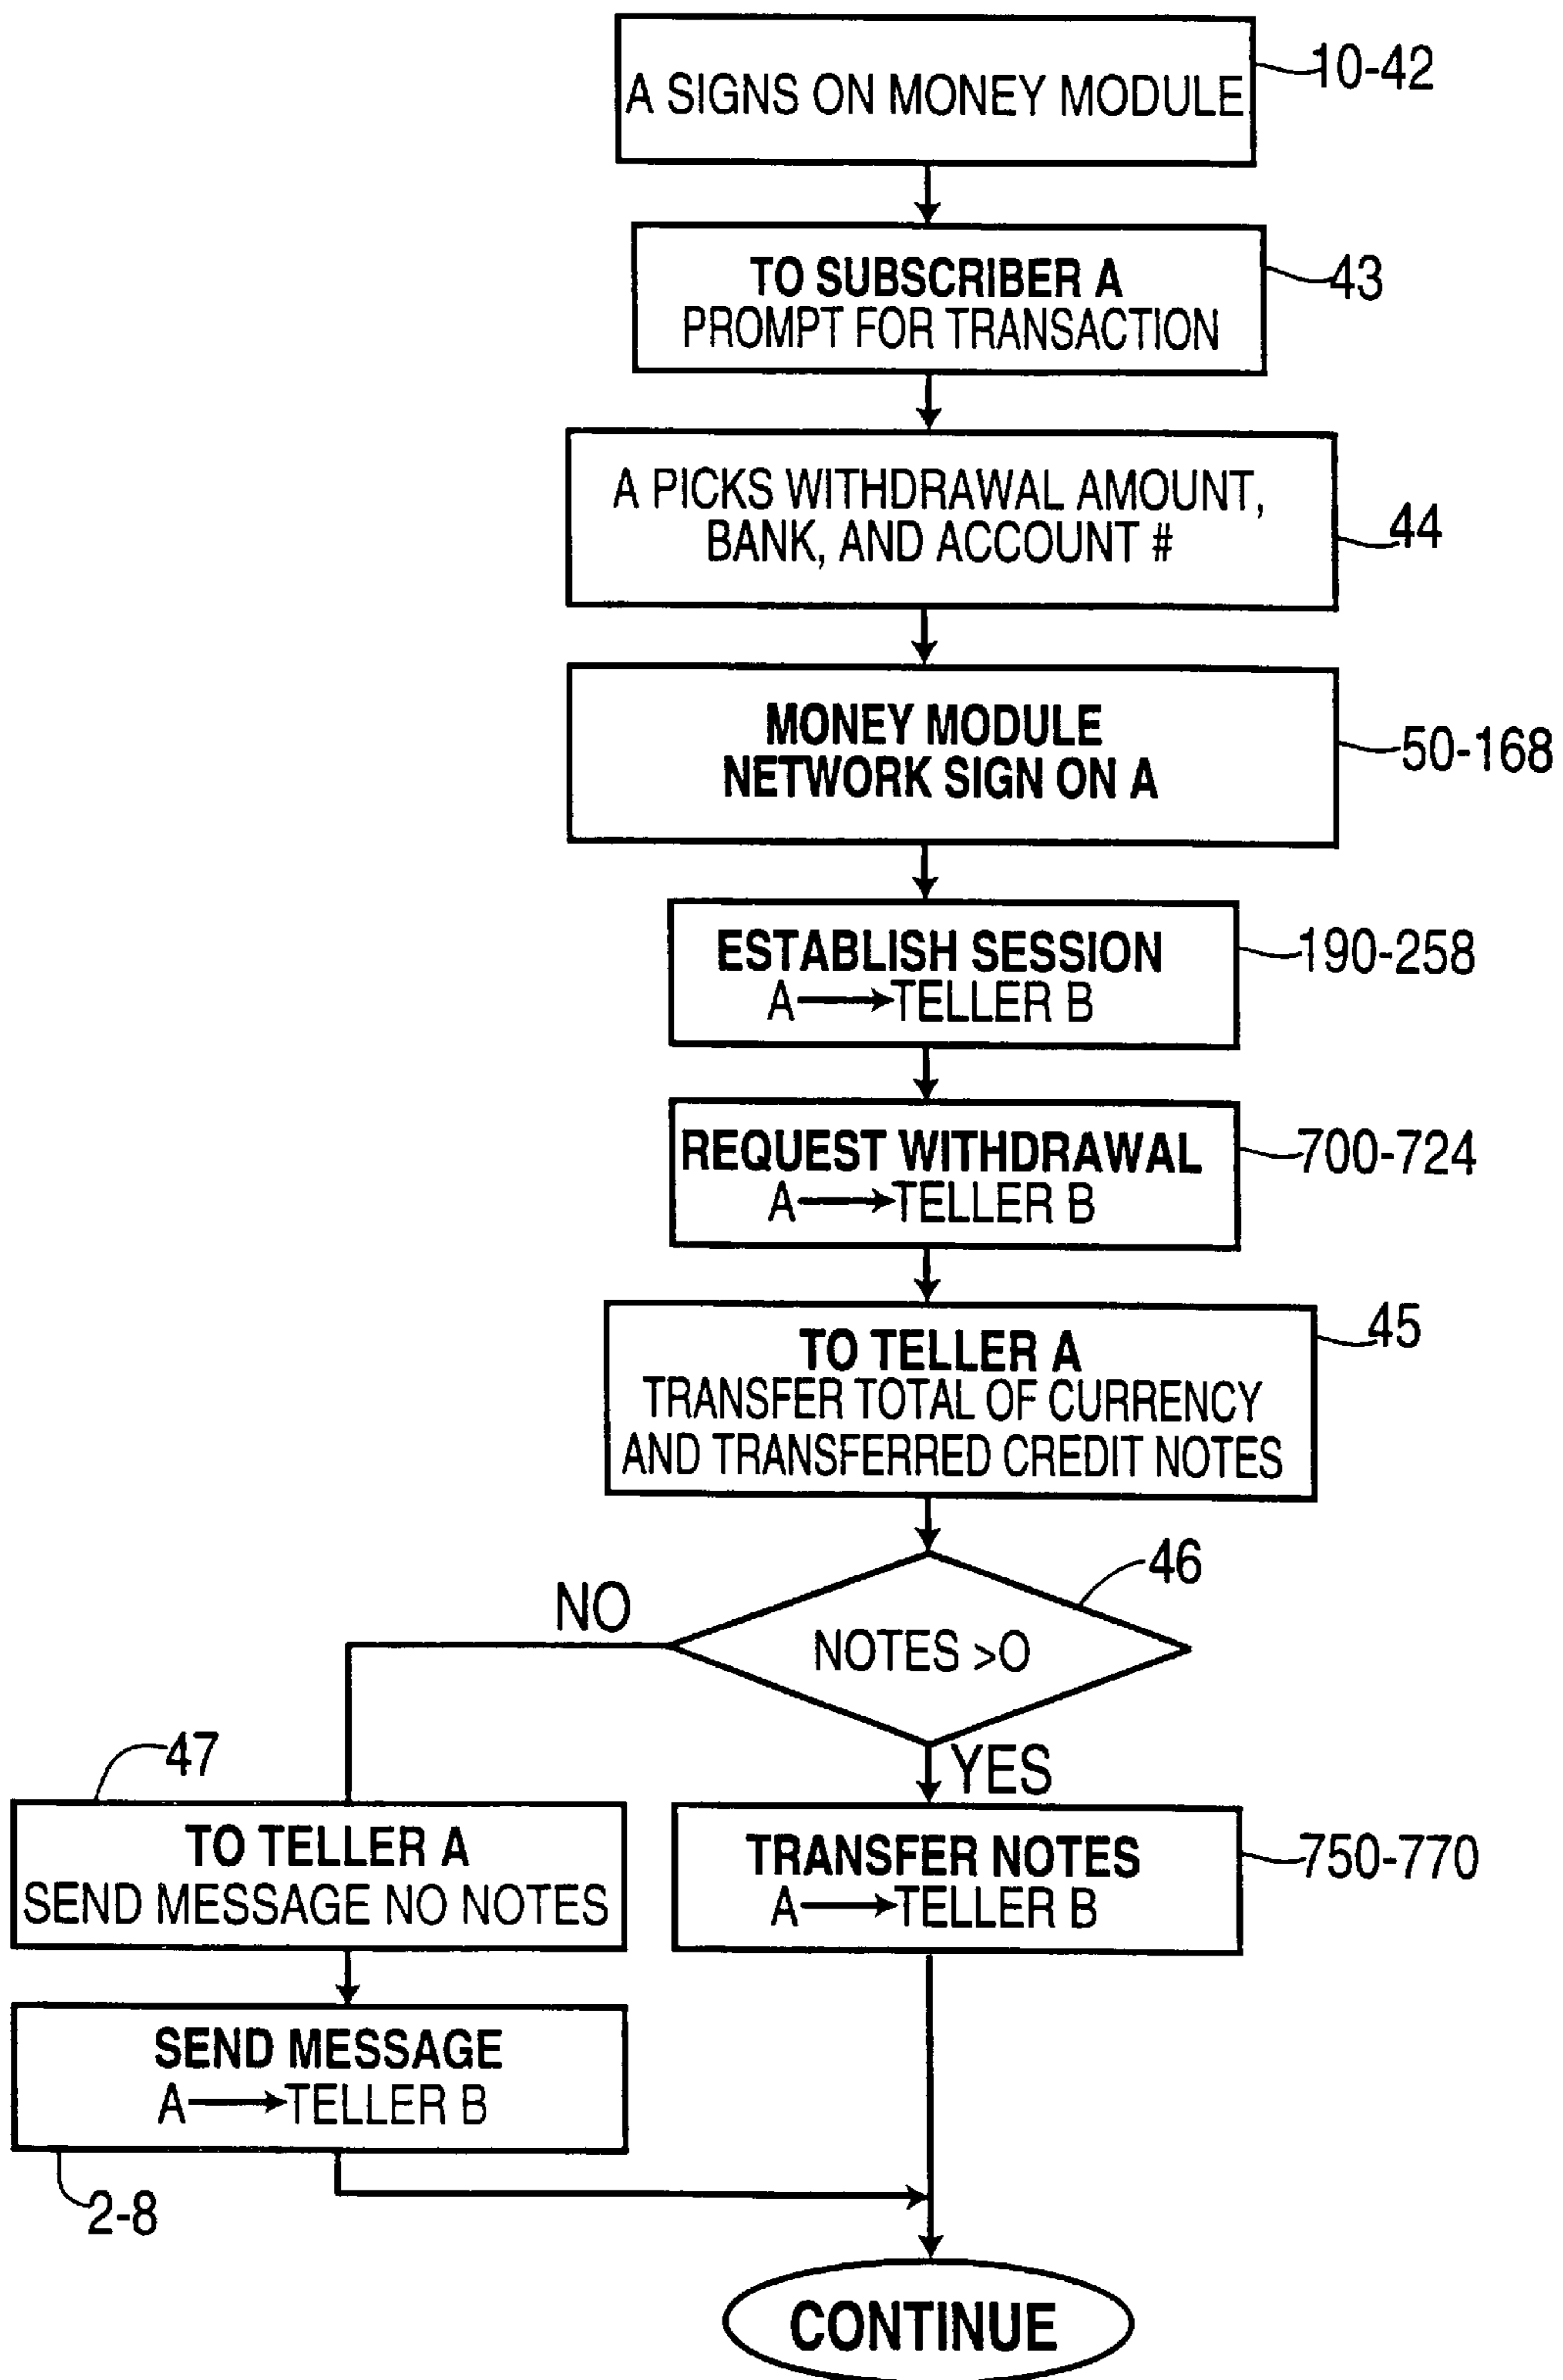 A SIGNS ON MONEY MODULE
10-42
TO SUBSCRIBER A
PROMPT FOR TRANSACTION
43
A PICKS WITHDRAWAL AMOUNT,
BANK, AND ACCOUNT #
44
MONEY MODULE
NETWORK SIGN ON A
50-168
ESTABLISH SESSION
A → TELLER B
190-258
REQUEST WITHDRAWAL
A → TELLER B
700-724
TO TELLER A
TRANSFER TOTAL OF CURRENCY
AND TRANSFERRED CREDIT NOTES
45
46
NO
NOTES >O
YES
47
TO TELLER A
SEND MESSAGE NO NOTES
TRANSFER NOTES
A → TELLER B
750-770
SEND MESSAGE
A → TELLER B
2-8
CONTINUE